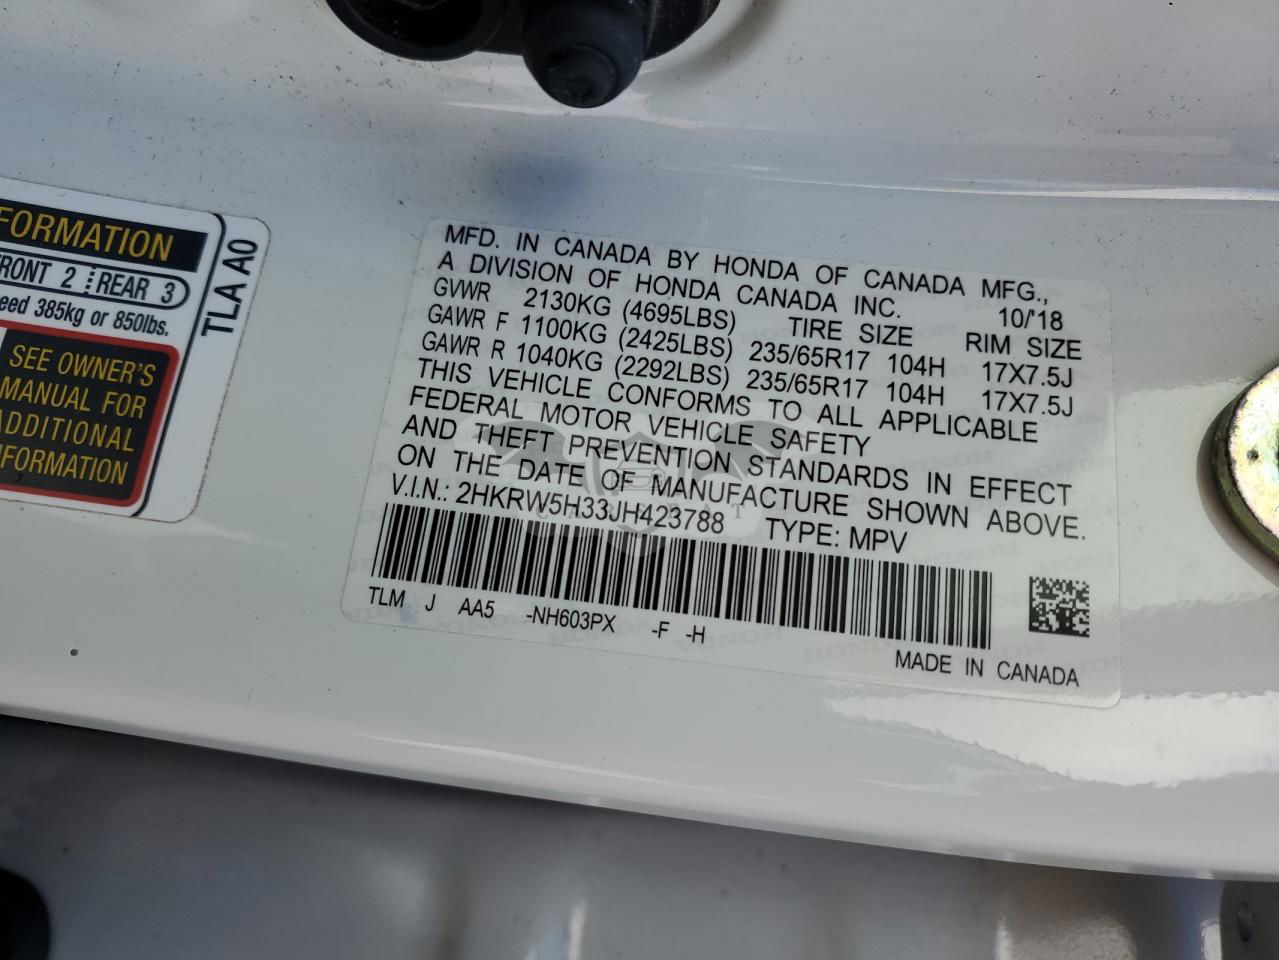 FORMATION
FRONT 2 REAR 3
eed 385kg or 850lbs.
SEE OWNER'S
MANUAL FOR
ADDITIONAL
INFORMATION
TLA A0
MFD. IN CANADA BY HONDA OF CANADA MFG.,
A DIVISION OF HONDA CANADA INC. 10/'18
GVWR 2130KG (4695LBS) TIRE SIZE RIM SIZE
GAWR F 1100KG (2425LBS) 235/65R17 104H 17X7.5J
GAWR R 1040KG (2292LBS) 235/65R17 104H 17X7.5J
THIS VEHICLE CONFORMS TO ALL APPLICABLE
FEDERAL MOTOR VEHICLE SAFETY
AND THEFT PREVENTION STANDARDS IN EFFECT
ON THE DATE OF MANUFACTURE SHOWN ABOVE.
V.I.N.: 2HKRW5H33JH423788 TYPE: MPV
TLM J AA5 -NH603PX -F -H
MADE IN CANADA